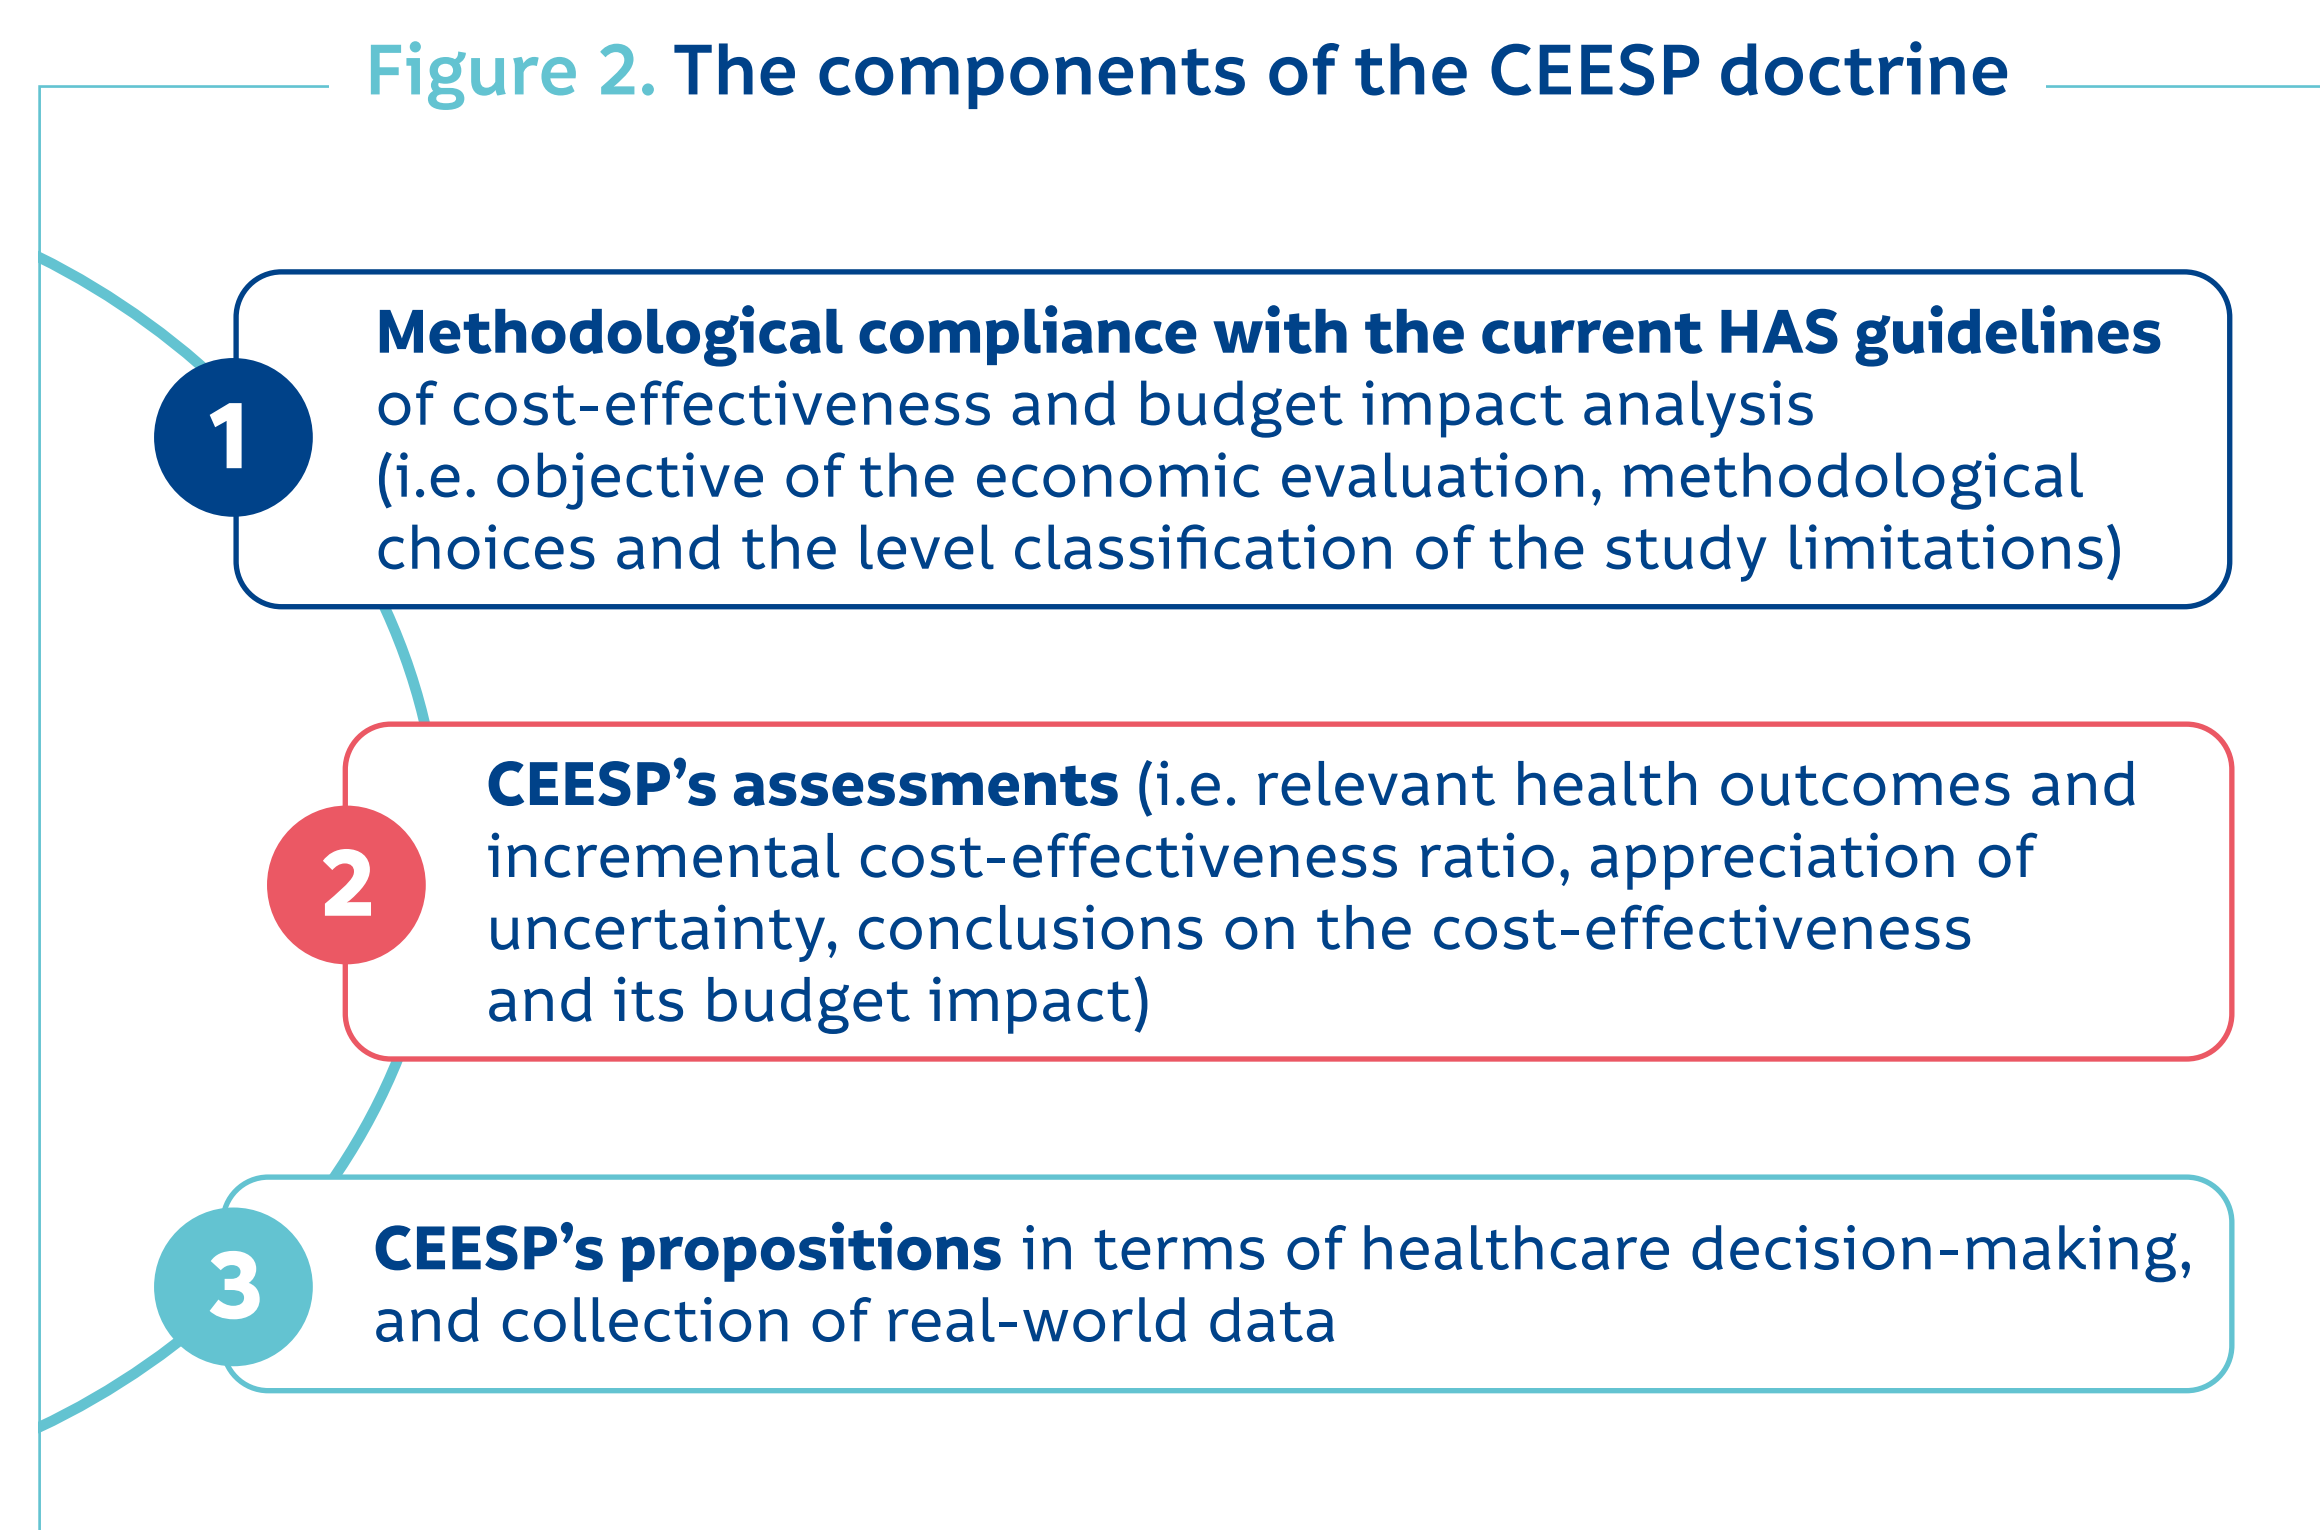 Figure 2. The components of the CEESP doctrine
1
Methodological compliance with the current HAS guidelines
of cost-effectiveness and budget impact analysis
(i.e. objective of the economic evaluation, methodological
choices and the level classification of the study limitations)
2
CEESP’s assessments (i.e. relevant health outcomes and
incremental cost-effectiveness ratio, appreciation of
uncertainty, conclusions on the cost-effectiveness
and its budget impact)
3
CEESP’s propositions in terms of healthcare decision-making,
and collection of real-world data